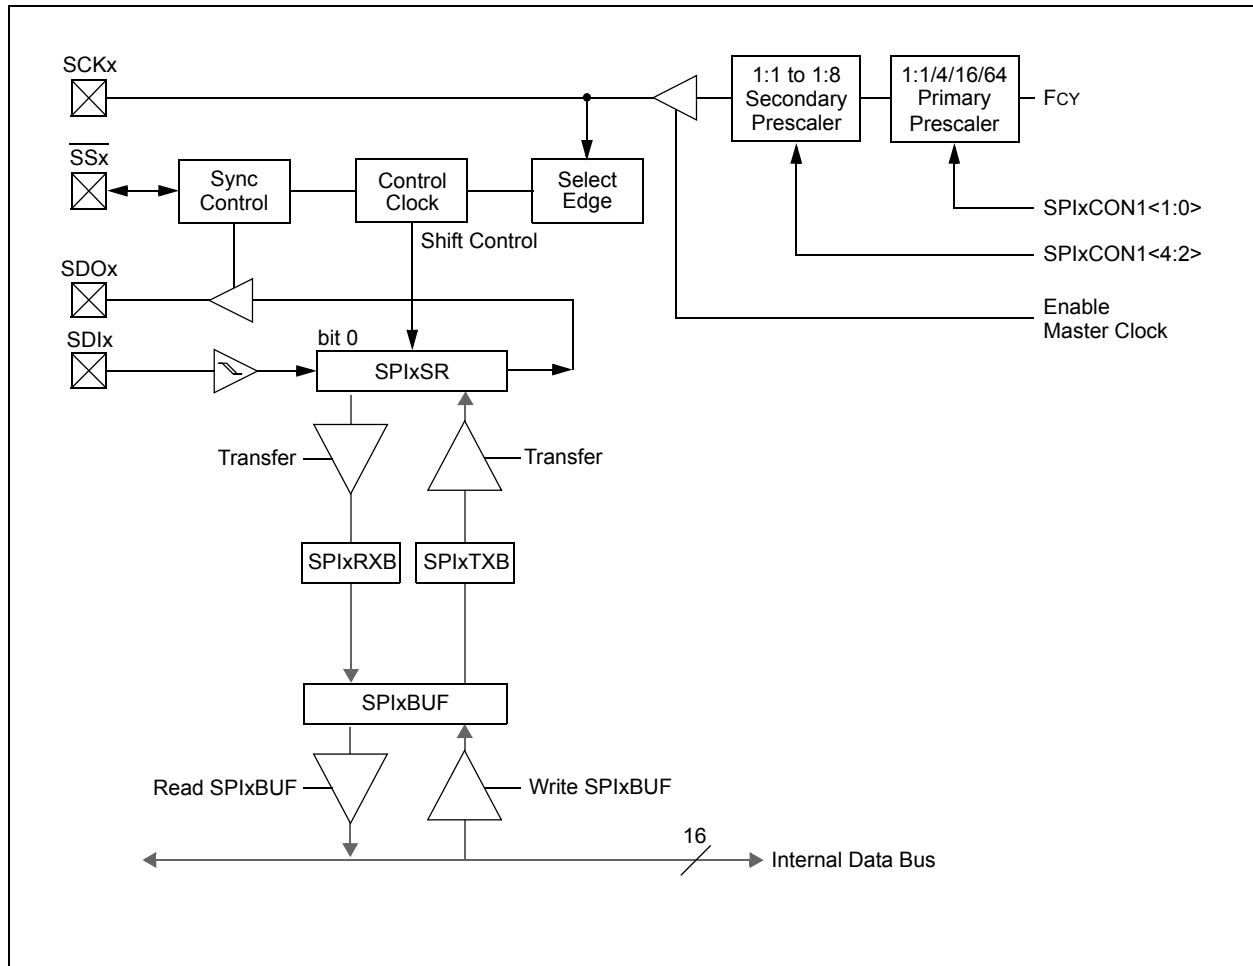 SCKx
1:1 to 1:8
Secondary
Prescaler
1:1/4/16/64
Primary
Prescaler
FCY
SSx
Sync
Control
Control
Clock
Select
Edge
SPIxCON1<1:0>
Shift Control
SPIxCON1<4:2>
SDOx
Enable
Master Clock
SDIx
bit 0
SPIxSR
Transfer
Transfer
SPIxRXB
SPIxTXB
SPIxBUF
Read SPIxBUF
Write SPIxBUF
16
Internal Data Bus